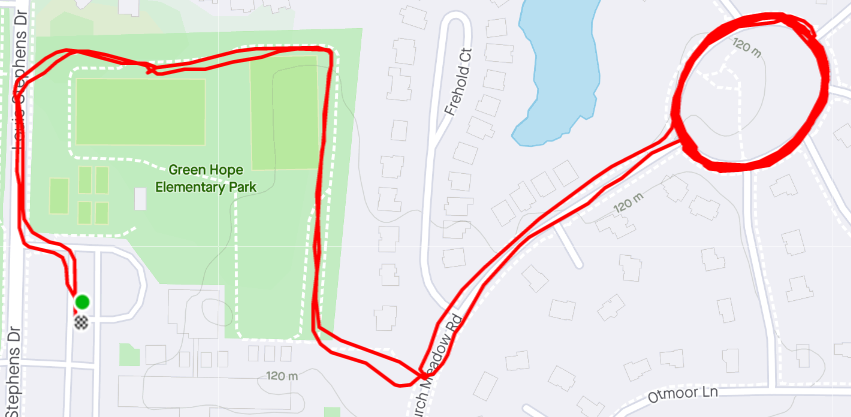 Louis Stephens Dr
Frehold Ct
120 m
Green Hope
Elementary Park
120 m
urch Meadow Rd
Stephens Dr
120 m
Otmoor Ln